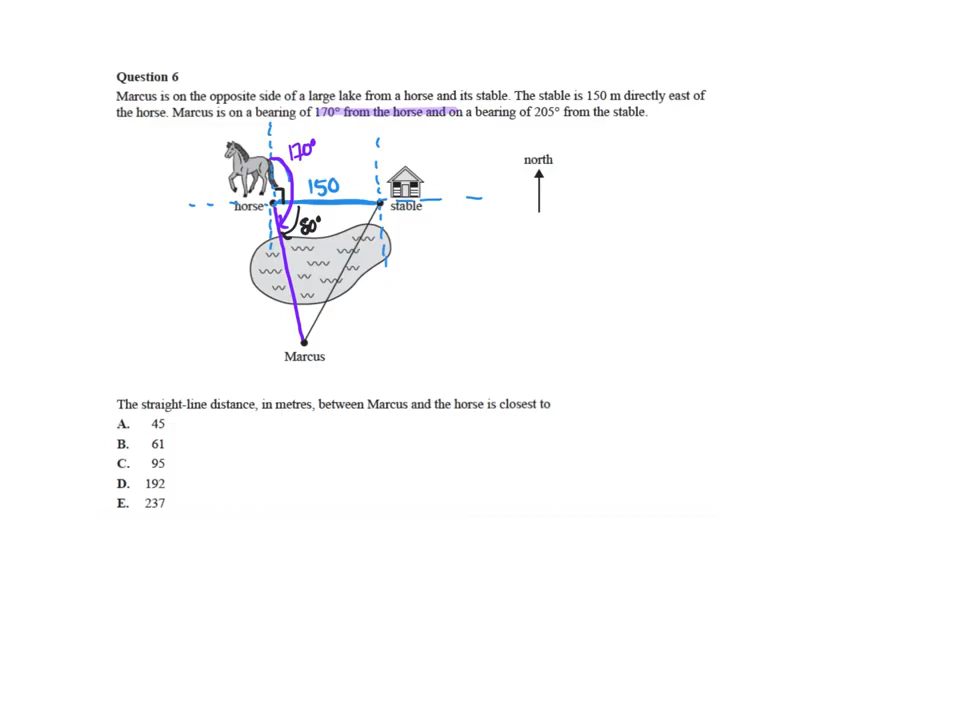 Question 6
Marcus is on the opposite side of a large lake from a horse and its stable. The stable is 150 m directly east of
the horse. Marcus is on a bearing of 170° from the horse and on a bearing of 205° from the stable.
170°
north
150
horse
stable
80°
Marcus
The straight-line distance, in metres, between Marcus and the horse is closest to
A. 45
B. 61
C. 95
D. 192
E. 237